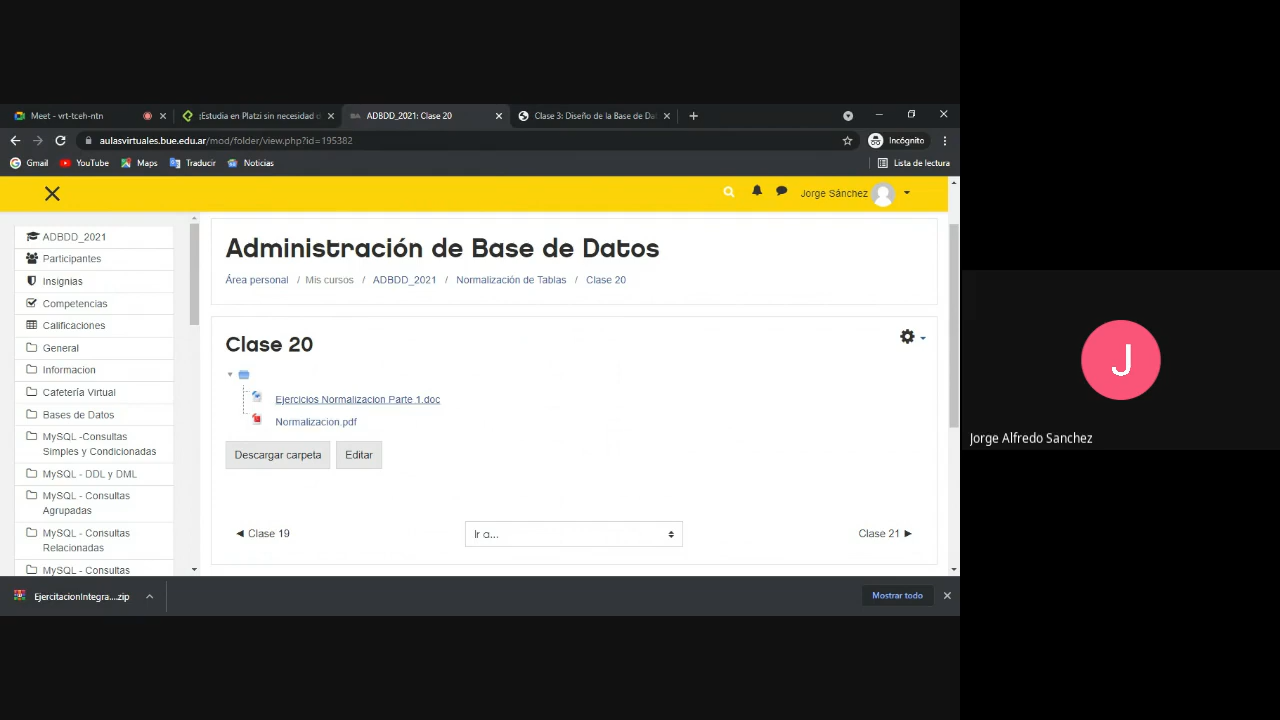 Meet - vrt-tceh-ntn
¡Estudia en Platzi sin necesidad d
ADBDD_2021: Clase 20
Clase 3: Diseño de la Base de Dat
aulasvirtuales.bue.edu.ar/mod/folder/view.php?id=195382
Incógnito
Gmail
YouTube
Maps
Traducir
Noticias
Lista de lectura
Jorge Sánchez
ADBDD_2021
Participantes
Insignias
Competencias
Calificaciones
General
Informacion
Cafetería Virtual
Bases de Datos
MySQL -Consultas
Simples y Condicionadas
MySQL - DDL y DML
MySQL - Consultas
Agrupadas
MySQL - Consultas
Relacionadas
MySQL - Consultas
Administración de Base de Datos
Área personal / Mis cursos / ADBDD_2021 / Normalización de Tablas / Clase 20
Clase 20
Ejercicios Normalizacion Parte 1.doc
Normalizacion.pdf
Descargar carpeta
Editar
◄ Clase 19
Ir a...
Clase 21 ►
EjercitacionIntegra....zip
Mostrar todo
J
Jorge Alfredo Sanchez